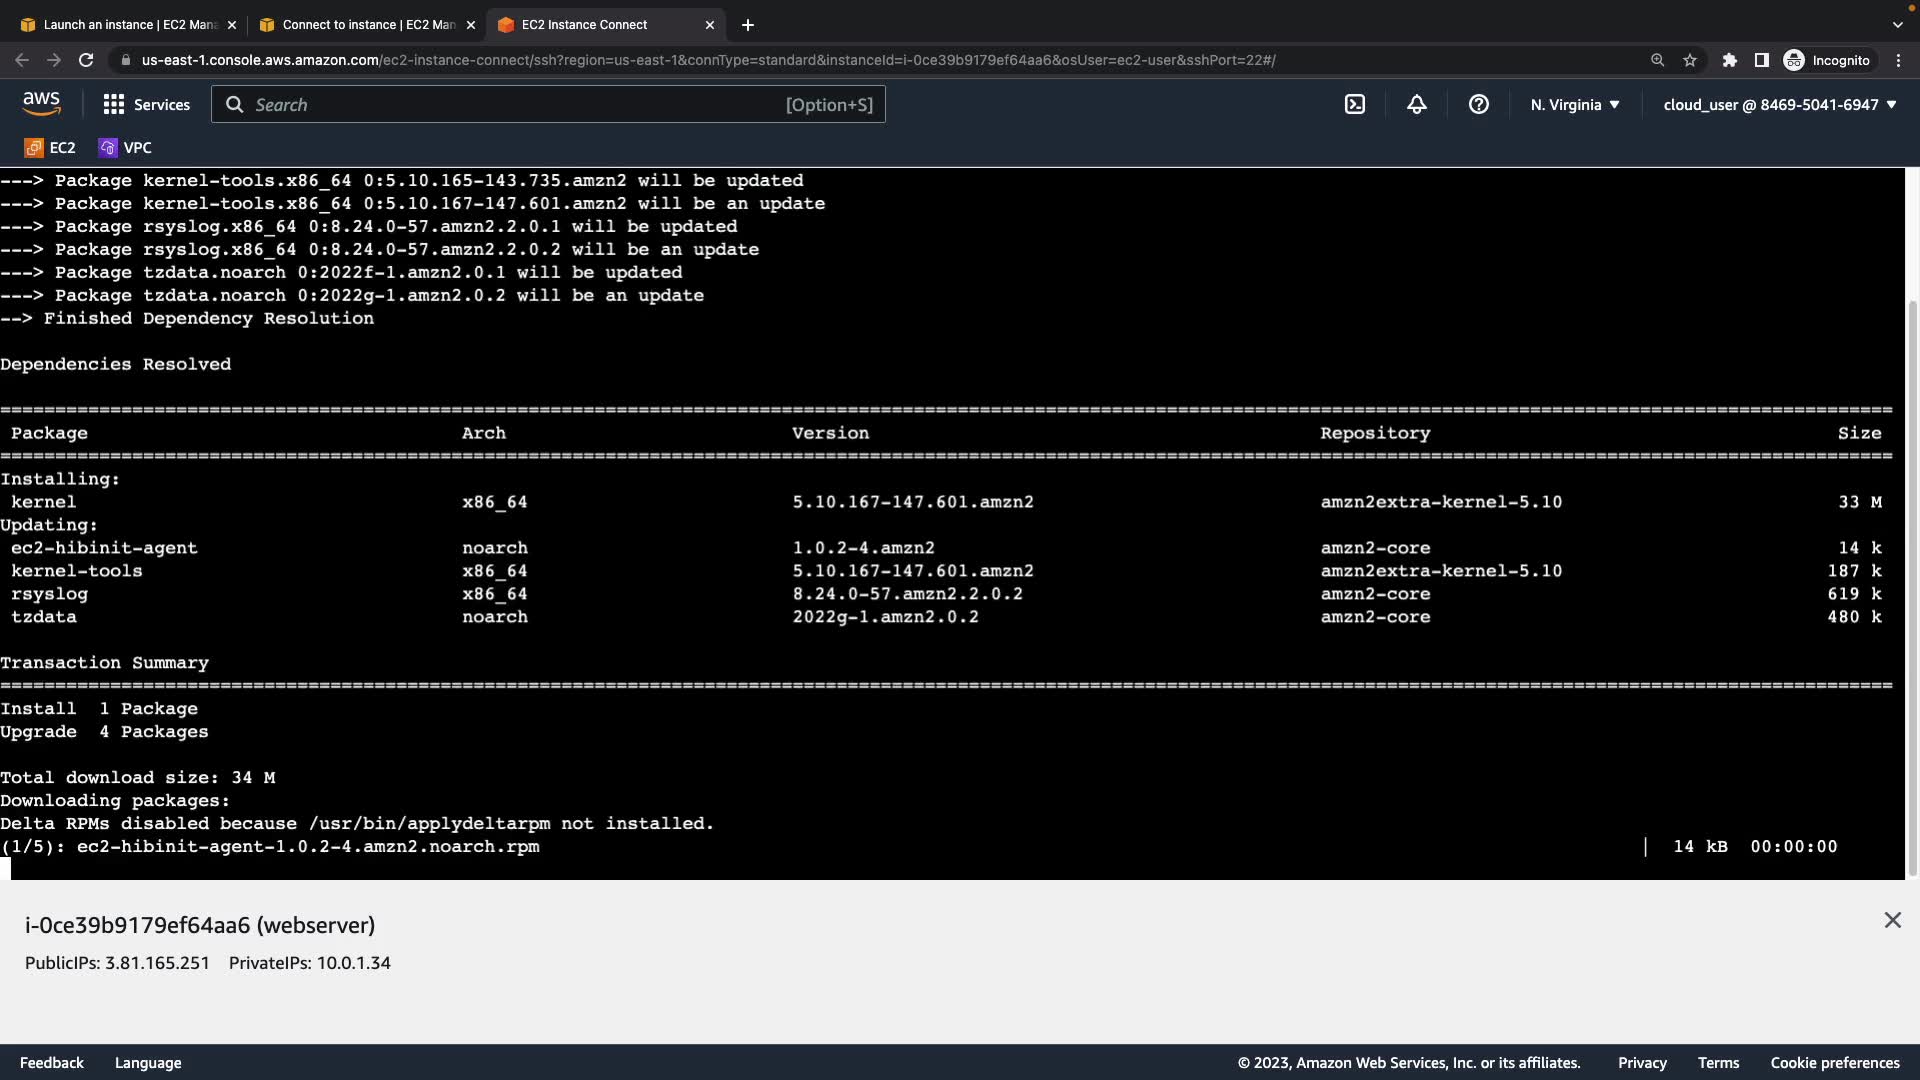 Launch an instance | EC2 Mana
Connect to instance | EC2 Man
EC2 Instance Connect
us-east-1.console.aws.amazon.com/ec2-instance-connect/ssh?region=us-east-1&connType=standard&instanceId=i-0ce39b9179ef64aa6&osUser=ec2-user&sshPort=22#/
Incognito
aws
Services
Search
[Option+S]
N. Virginia
cloud_user @ 8469-5041-6947
EC2
VPC
---> Package kernel-tools.x86_64 0:5.10.165-143.735.amzn2 will be updated
---> Package kernel-tools.x86_64 0:5.10.167-147.601.amzn2 will be an update
---> Package rsyslog.x86_64 0:8.24.0-57.amzn2.2.0.1 will be updated
---> Package rsyslog.x86_64 0:8.24.0-57.amzn2.2.0.2 will be an update
---> Package tzdata.noarch 0:2022f-1.amzn2.0.1 will be updated
---> Package tzdata.noarch 0:2022g-1.amzn2.0.2 will be an update
--> Finished Dependency Resolution
Dependencies Resolved
Package Arch Version Repository Size
Installing:
kernel x86_64 5.10.167-147.601.amzn2 amzn2extra-kernel-5.10 33 M
Updating:
ec2-hibinit-agent noarch 1.0.2-4.amzn2 amzn2-core 14 k
kernel-tools x86_64 5.10.167-147.601.amzn2 amzn2extra-kernel-5.10 187 k
rsyslog x86_64 8.24.0-57.amzn2.2.0.2 amzn2-core 619 k
tzdata noarch 2022g-1.amzn2.0.2 amzn2-core 480 k
Transaction Summary
Install 1 Package
Upgrade 4 Packages
Total download size: 34 M
Downloading packages:
Delta RPMs disabled because /usr/bin/applydeltarpm not installed.
(1/5): ec2-hibinit-agent-1.0.2-4.amzn2.noarch.rpm | 14 kB 00:00:00
i-0ce39b9179ef64aa6 (webserver)
PublicIPs: 3.81.165.251 PrivateIPs: 10.0.1.34
Feedback
Language
© 2023, Amazon Web Services, Inc. or its affiliates.
Privacy
Terms
Cookie preferences